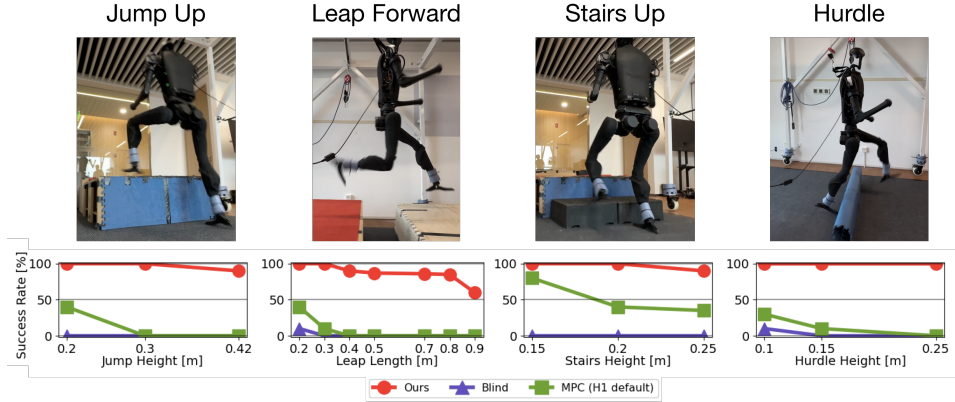 Jump Up Leap Forward Stairs Up Hurdle
Success Rate [%]
100
50
0
0.2 0.3 0.42
Jump Height [m]
100
50
0
0.2 0.3 0.4 0.5 0.7 0.8 0.9
Leap Length [m]
100
50
0
0.15 0.2 0.25
Stairs Height [m]
100
50
0
0.1 0.15 0.25
Hurdle Height [m]
Ours Blind MPC (H1 default)